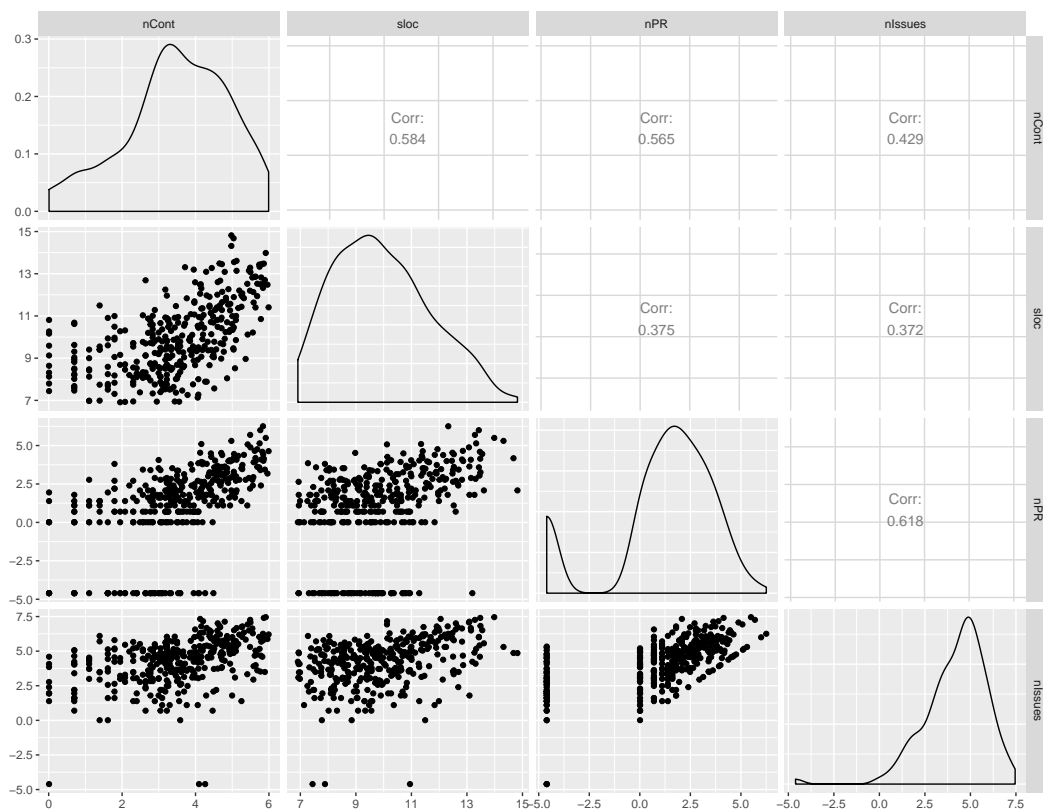 nCont sloc nPR nIssues
0.3
0.2
0.1
0.0
Corr:
0.584
Corr:
0.565
Corr:
0.429
nCont
15
13
11
9
7
Corr:
0.375
Corr:
0.372
sloc
5.0
2.5
0.0
−2.5
−5.0
Corr:
0.618
nPR
7.5
5.0
2.5
0.0
−2.5
−5.0
nIssues
0 2 4 6 7 9 11 13 15 −5.0 −2.5 0.0 2.5 5.0 −5.0 −2.5 0.0 2.5 5.0 7.5